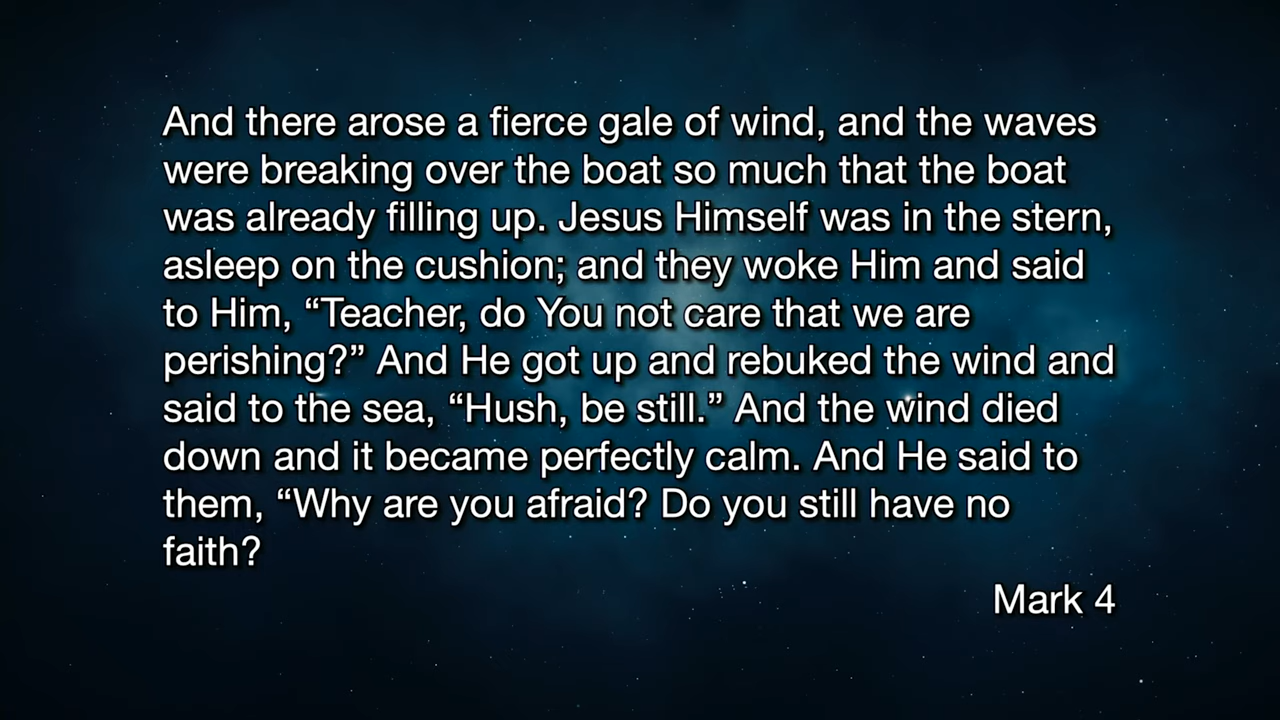 And there arose a fierce gale of wind, and the waves
were breaking over the boat so much that the boat
was already filling up. Jesus Himself was in the stern,
asleep on the cushion; and they woke Him and said
to Him, “Teacher, do You not care that we are
perishing?” And He got up and rebuked the wind and
said to the sea, “Hush, be still.” And the wind died
down and it became perfectly calm. And He said to
them, “Why are you afraid? Do you still have no
faith?
Mark 4